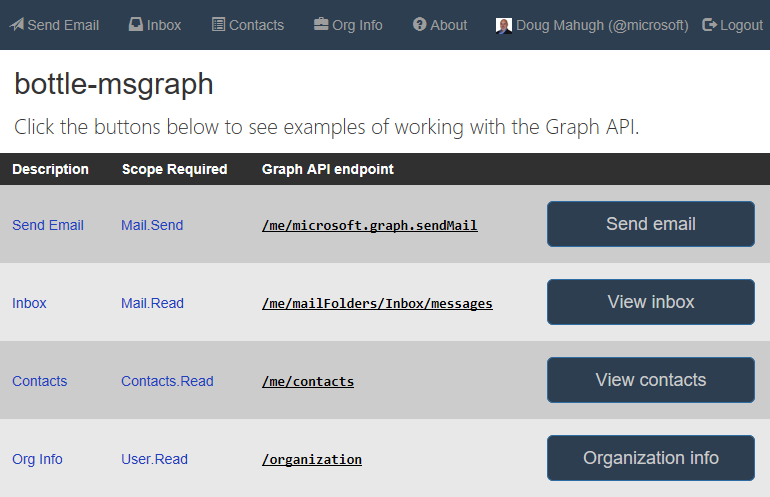 Send Email Inbox Contacts Org Info About Doug Mahugh (@microsoft) Logout
bottle-msgraph
Click the buttons below to see examples of working with the Graph API.
Description Scope Required Graph API endpoint
Send Email Mail.Send /me/microsoft.graph.sendMail Send email
Inbox Mail.Read /me/mailFolders/Inbox/messages View inbox
Contacts Contacts.Read /me/contacts View contacts
Org Info User.Read /organization Organization info